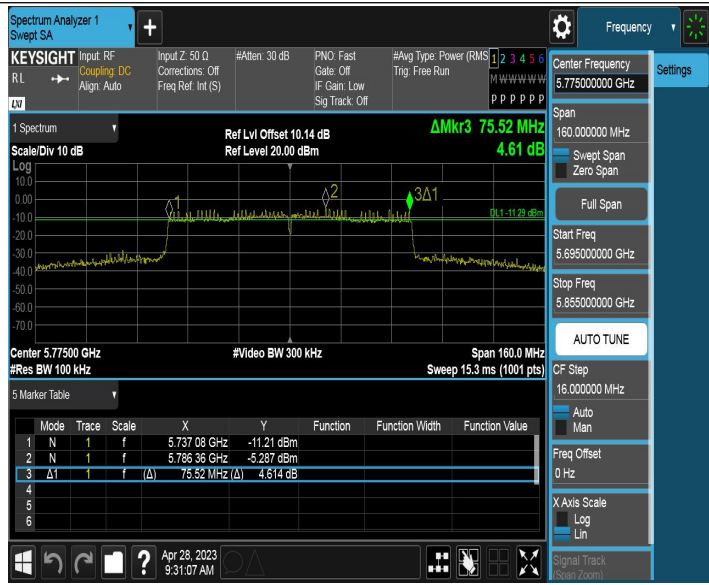 Spectrum Analyzer 1
Swept SA
Frequency
KEYSIGHT
RL
LXI
Input: RF
Coupling: DC
Align: Auto
Input Z: 50 Ω
Corrections: Off
Freq Ref: Int (S)
#Atten: 30 dB
PNO: Fast
Gate: Off
IF Gain: Low
Sig Track: Off
#Avg Type: Power (RMS
Trig: Free Run
1 2 3 4 5 6
M W W W W W
P P P P P P
Center Frequency
5.775000000 GHz
Settings
Span
160.000000 MHz
Swept Span
Zero Span
Full Span
Start Freq
5.695000000 GHz
Stop Freq
5.855000000 GHz
AUTO TUNE
CF Step
16.000000 MHz
Auto
Man
Freq Offset
0 Hz
X Axis Scale
Log
Lin
Signal Track
(Span Zoom)
1 Spectrum
Scale/Div 10 dB
Ref Lvl Offset 10.14 dB
Ref Level 20.00 dBm
ΔMkr3 75.52 MHz
4.61 dB
Log
10.0
0.00
-10.0
-20.0
-30.0
-40.0
-50.0
-60.0
-70.0
1
2
3Δ1
DL1 -11.29 dBm
Center 5.77500 GHz
#Res BW 100 kHz
#Video BW 300 kHz
Span 160.0 MHz
Sweep 15.3 ms (1001 pts)
5 Marker Table
Mode Trace Scale X Y Function Function Width Function Value
1 N 1 f 5.737 08 GHz -11.21 dBm
2 N 1 f 5.786 36 GHz -5.287 dBm
3 Δ1 1 f (Δ) 75.52 MHz (Δ) 4.614 dB
4
5
6
?
Apr 28, 2023
9:31:07 AM